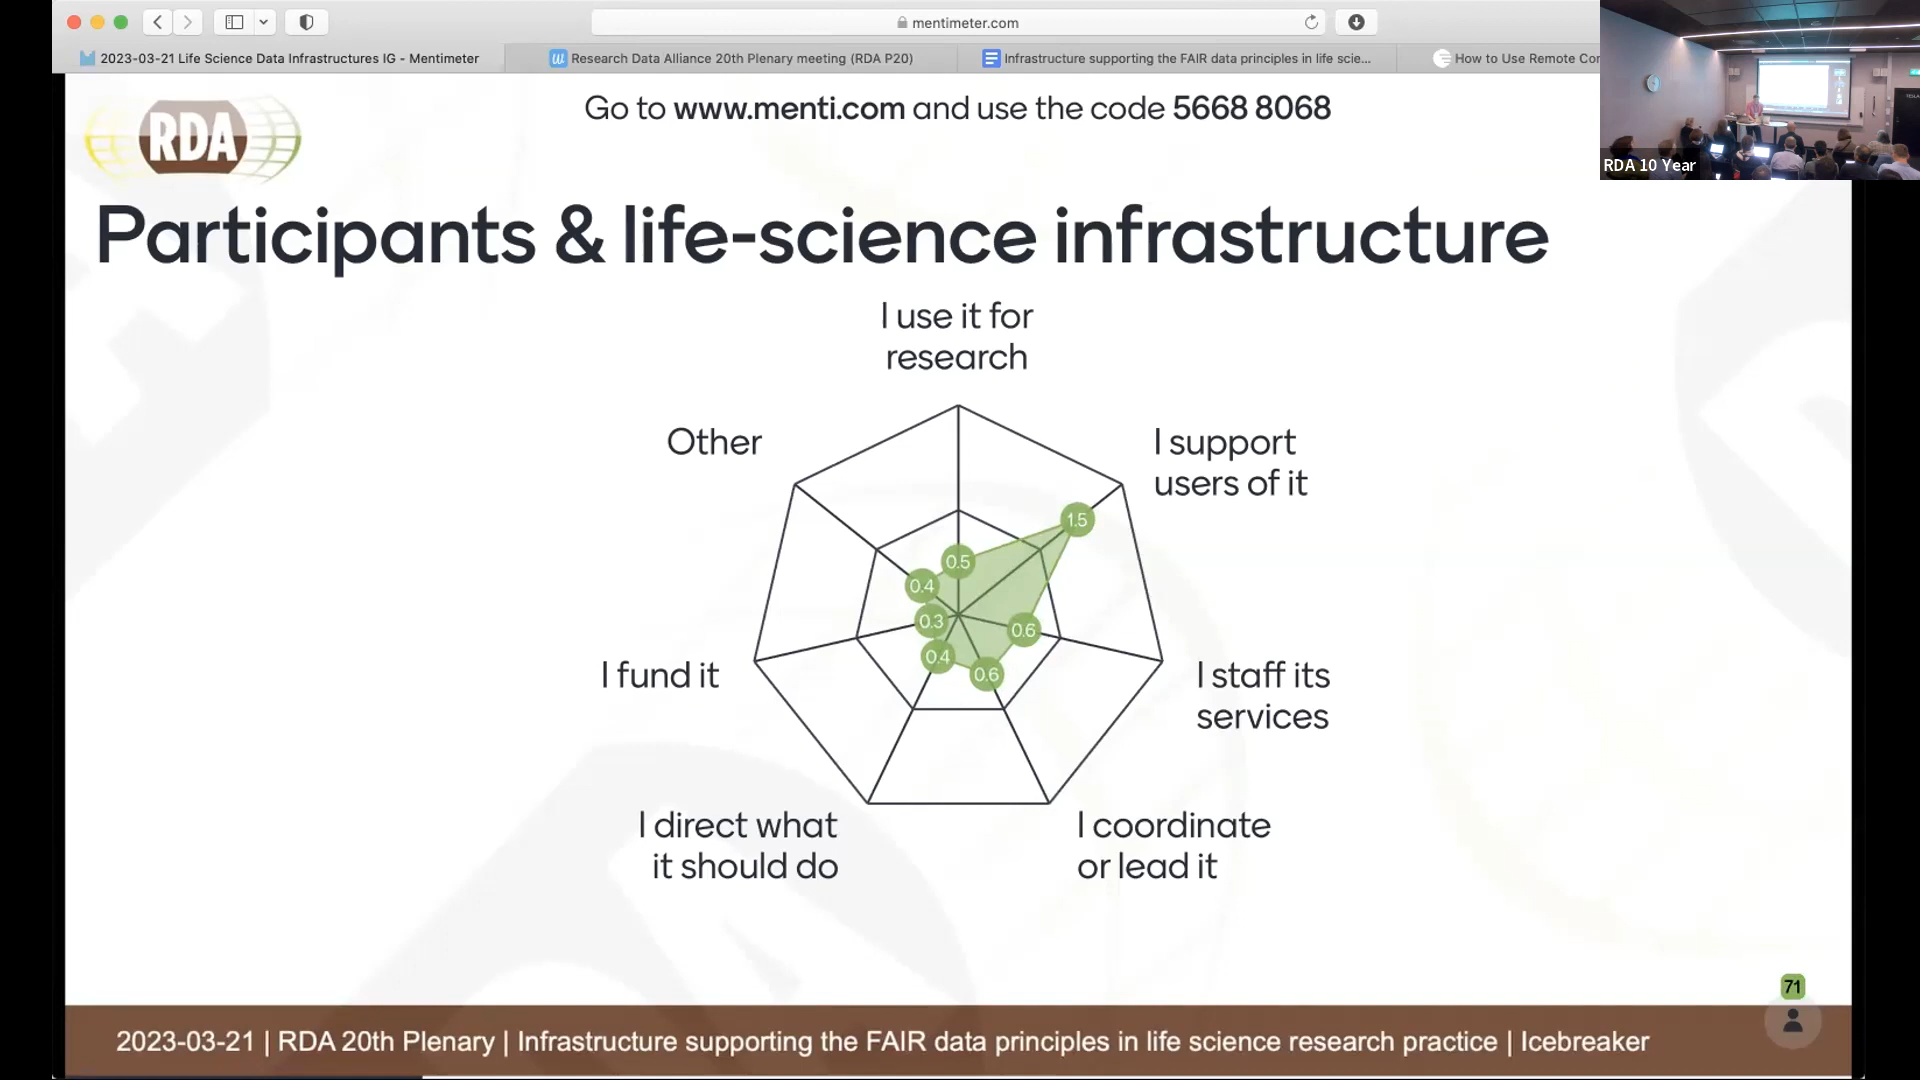 mentimeter.com
2023-03-21 Life Science Data Infrastructures IG - Mentimeter
Research Data Alliance 20th Plenary meeting (RDA P20)
Infrastructure supporting the FAIR data principles in life scie...
How to Use Remote Co
RDA 10 Year
Go to www.menti.com and use the code 5668 8068
RDA
Participants & life-science infrastructure
I use it for
research
Other
I support
users of it
1.5
0.5
0.4
0.3
0.6
0.4
0.6
I fund it
I staff its
services
I direct what
it should do
I coordinate
or lead it
71
2023-03-21 | RDA 20th Plenary | Infrastructure supporting the FAIR data principles in life science research practice | Icebreaker